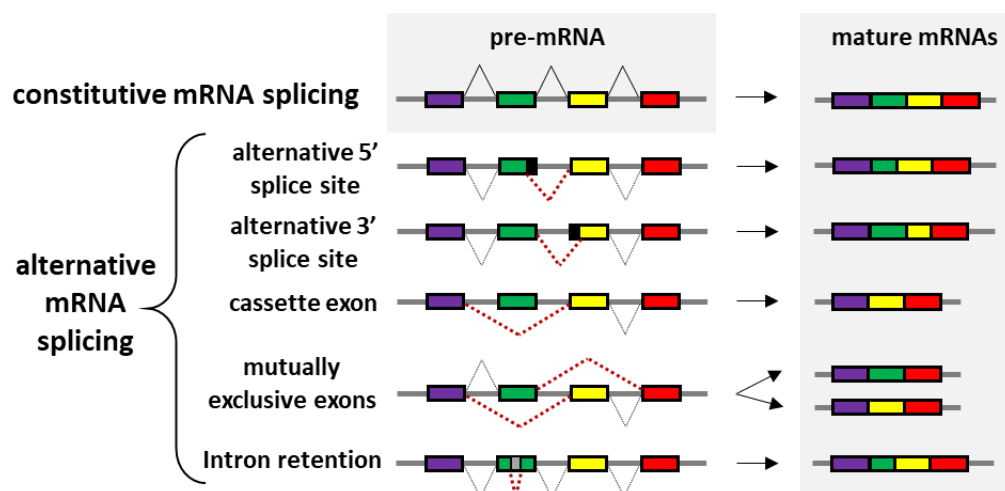 pre-mRNA
mature mRNAs
constitutive mRNA splicing
alternative 5’
splice site
alternative 3’
splice site
alternative
mRNA
splicing
cassette exon
mutually
exclusive exons
Intron retention